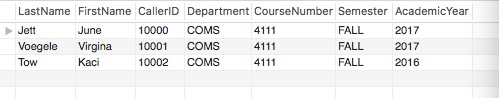 LastName FirstName CallerID Department CourseNumber Semester AcademicYear
Jett June 10000 COMS 4111 FALL 2017
Voegele Virgina 10001 COMS 4111 FALL 2017
Tow Kaci 10002 COMS 4111 FALL 2016